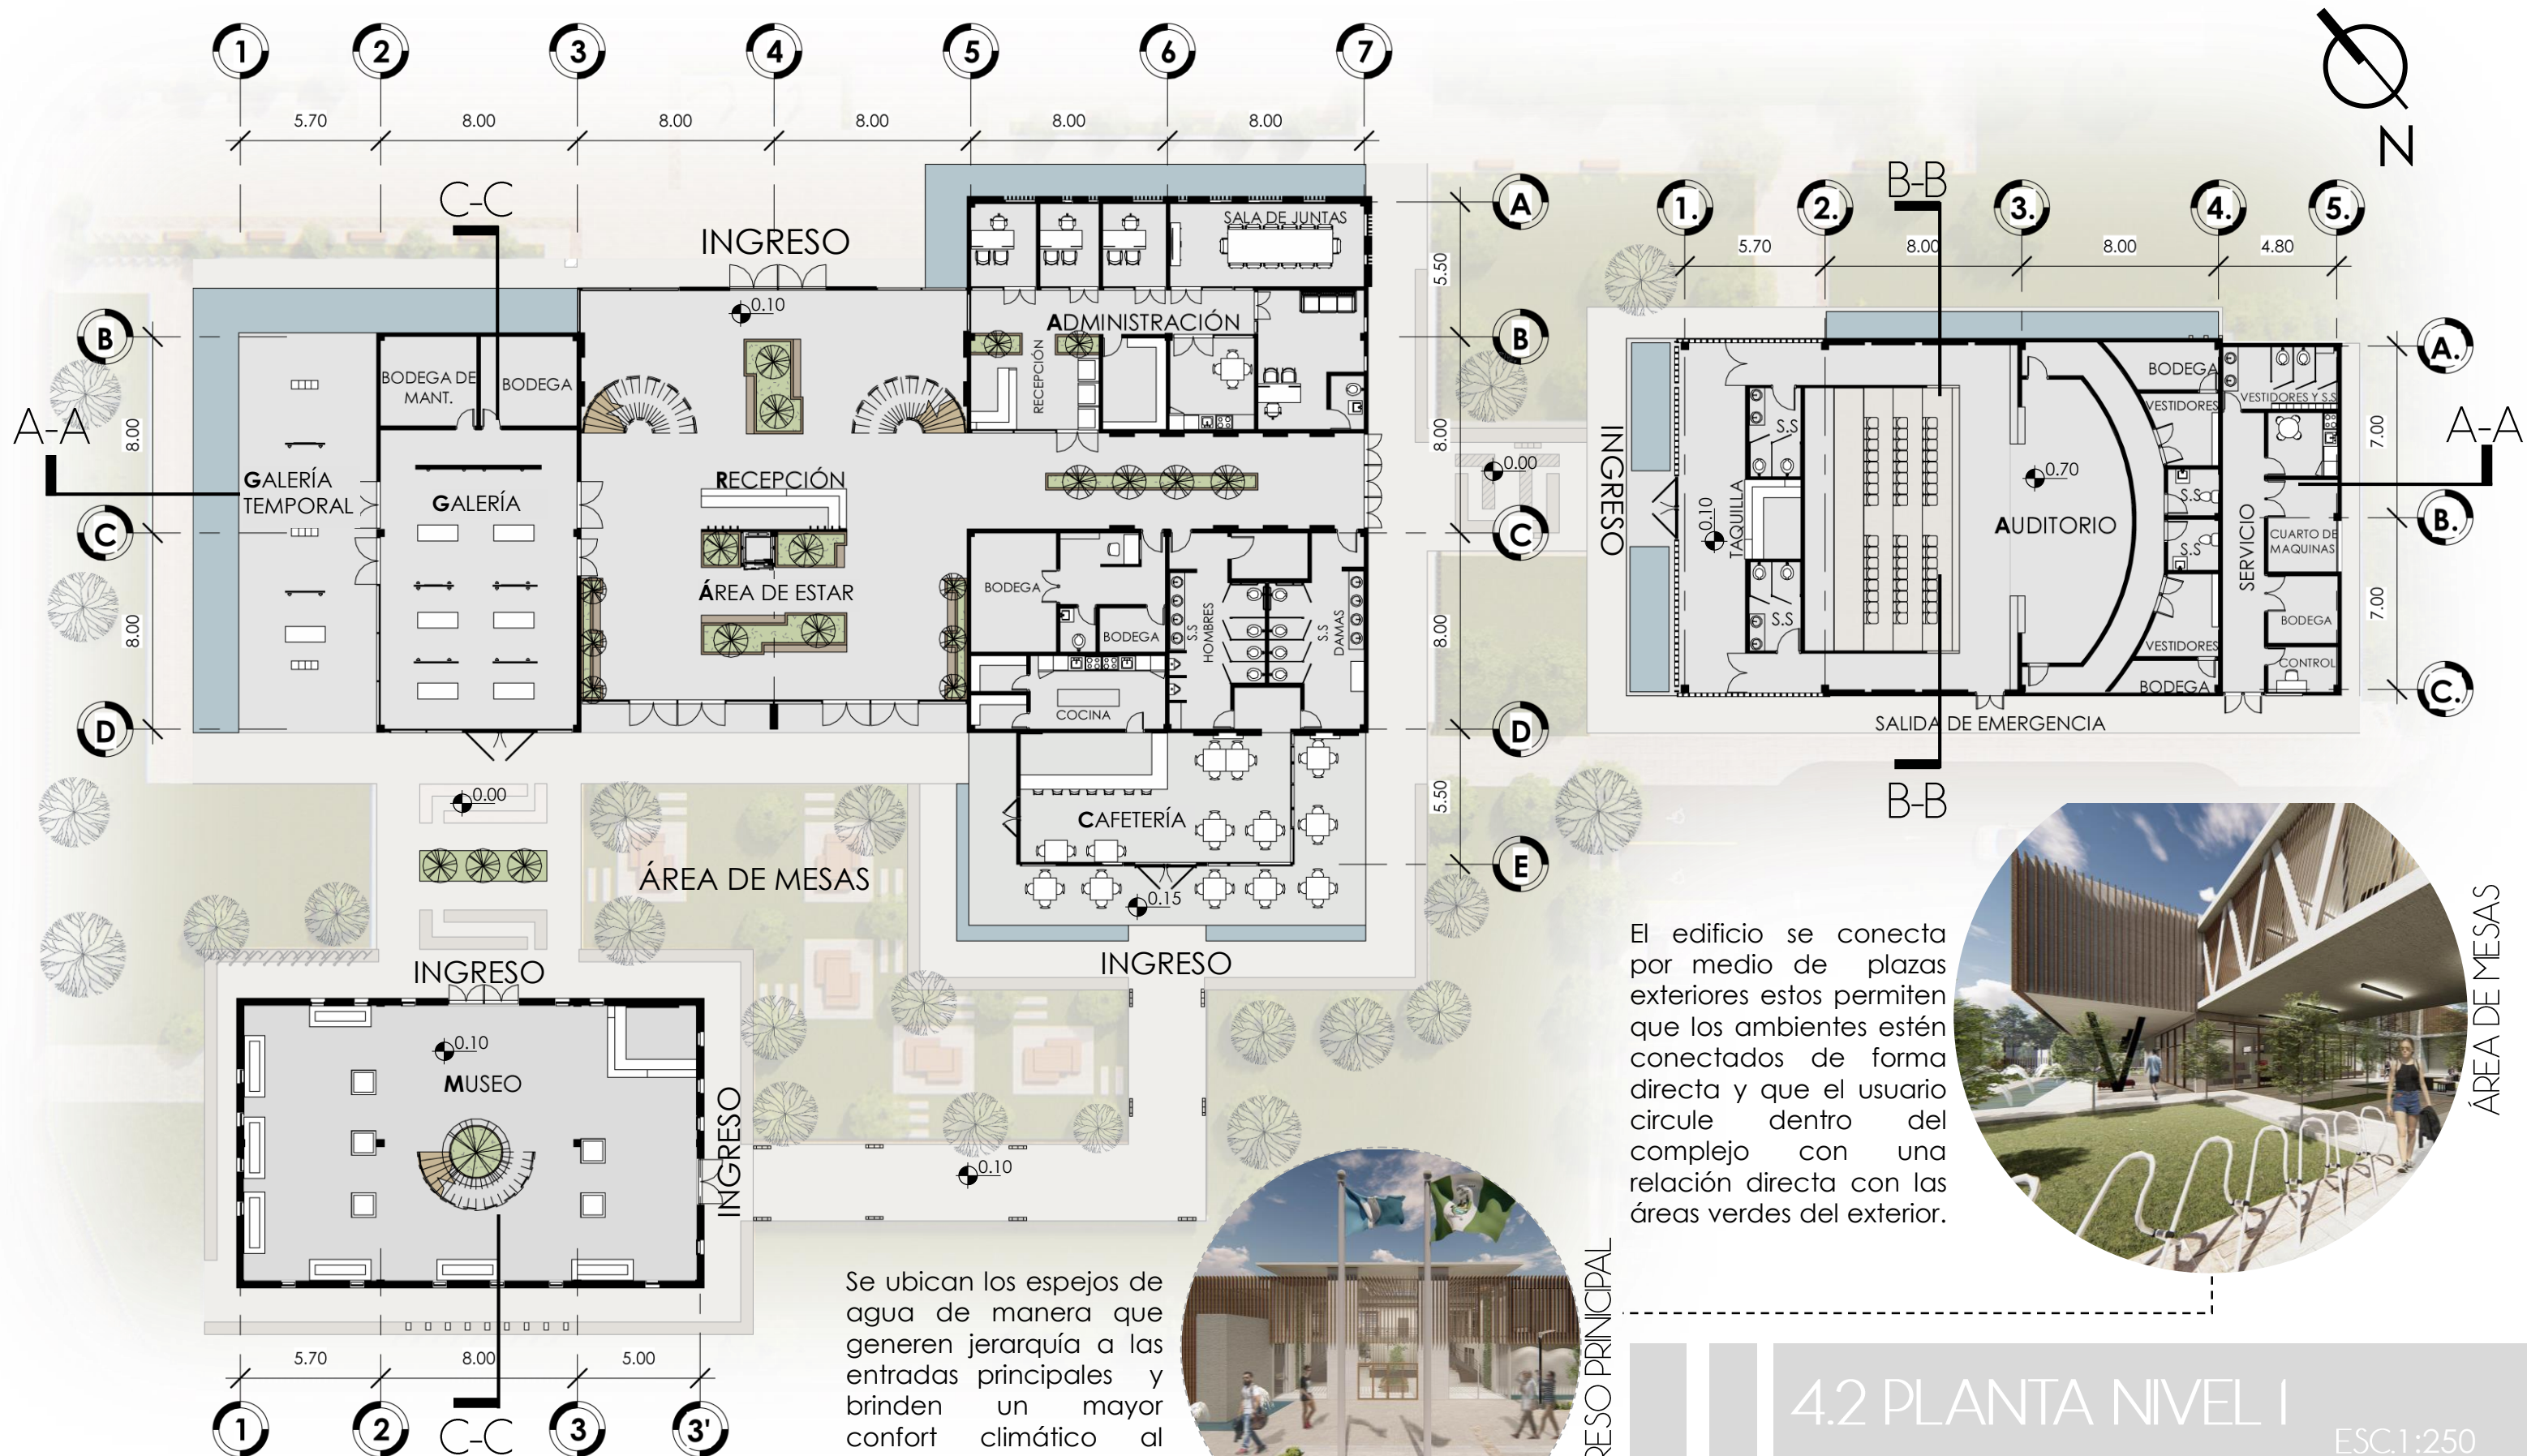 1
2
3
4
5
6
7
5.70
8.00
8.00
8.00
8.00
8.00
N
C-C
INGRESO
0.10
SALA DE JUNTAS
ADMINISTRACIÓN
RECEPCIÓN
A
B
C
D
E
5.50
8.00
8.00
5.50
B
C
D
8.00
8.00
A-A
BODEGA DE
MANT.
BODEGA
GALERÍA
TEMPORAL
GALERÍA
RECEPCIÓN
ÁREA DE ESTAR
BODEGA
BODEGA
S.S
HOMBRES
S.S
DAMAS
COCINA
CAFETERÍA
0.15
INGRESO
0.00
0.00
ÁREA DE MESAS
B-B
1.
2.
3.
4.
5.
5.70
8.00
8.00
4.80
A.
B.
C.
7.00
7.00
A-A
INGRESO
0.10
TAQUILLA
S.S
S.S
0.70
AUDITORIO
BODEGA
VESTIDORES
VESTIDORES Y S.S
S.S
S.S
SERVICIO
CUARTO DE
MAQUINAS
BODEGA
CONTROL
VESTIDORES
BODEGA
SALIDA DE EMERGENCIA
B-B
INGRESO
0.10
MUSEO
INGRESO
0.10
5.70
8.00
5.00
1
2
C-C
3
3'
El edificio se conecta
por medio de plazas
exteriores estos permiten
que los ambientes estén
conectados de forma
directa y que el usuario
circule dentro del
complejo con una
relación directa con las
áreas verdes del exterior.
ÁREA DE MESAS
Se ubican los espejos de
agua de manera que
generen jerarquía a las
entradas principales y
brinden un mayor
confort climático al
RESO PRINICIPAL
4.2 PLANTA NIVEL 1
ESC 1:250